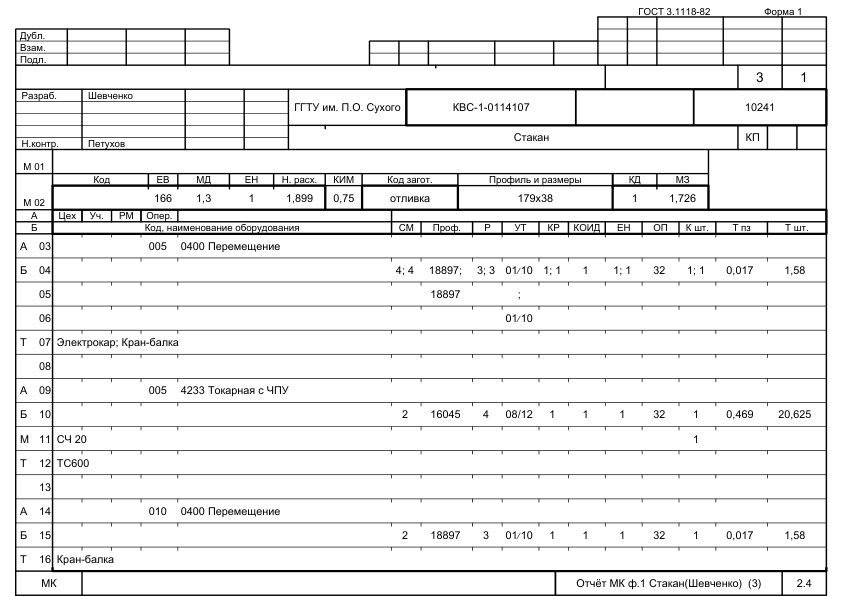 ГОСТ 3.1118-82 Форма 1
Дубл.
Взам.
Подл.
3 1
Разраб. Шевченко ГГТУ им. П.О. Сухого КВС-1-0114107 10241
Н.контр. Петухов Стакан КП
М 01
Код ЕВ МД ЕН Н. расх. КИМ Код загот. Профиль и размеры КД МЗ
М 02 166 1,3 1 1,899 0,75 отливка 179х38 1 1,726
А Цех Уч. РМ Опер.
Б Код, наименование оборудования СМ Проф. Р УТ КР КОИД ЕН ОП К шт. Т пз Т шт.
А 03 005 0400 Перемещение
Б 04 4; 4 18897; 3; 3 01/10 1; 1 1 1; 1 32 1; 1 0,017 1,58
05 18897 ;
06 01/10
Т 07 Электрокар; Кран-балка
08
А 09 005 4233 Токарная с ЧПУ
Б 10 2 16045 4 08/12 1 1 1 32 1 0,469 20,625
М 11 СЧ 20 1
Т 12 ТС600
13
А 14 010 0400 Перемещение
Б 15 2 18897 3 01/10 1 1 1 32 1 0,017 1,58
Т 16 Кран-балка
МК Отчёт МК ф.1 Стакан(Шевченко) (3) 2.4